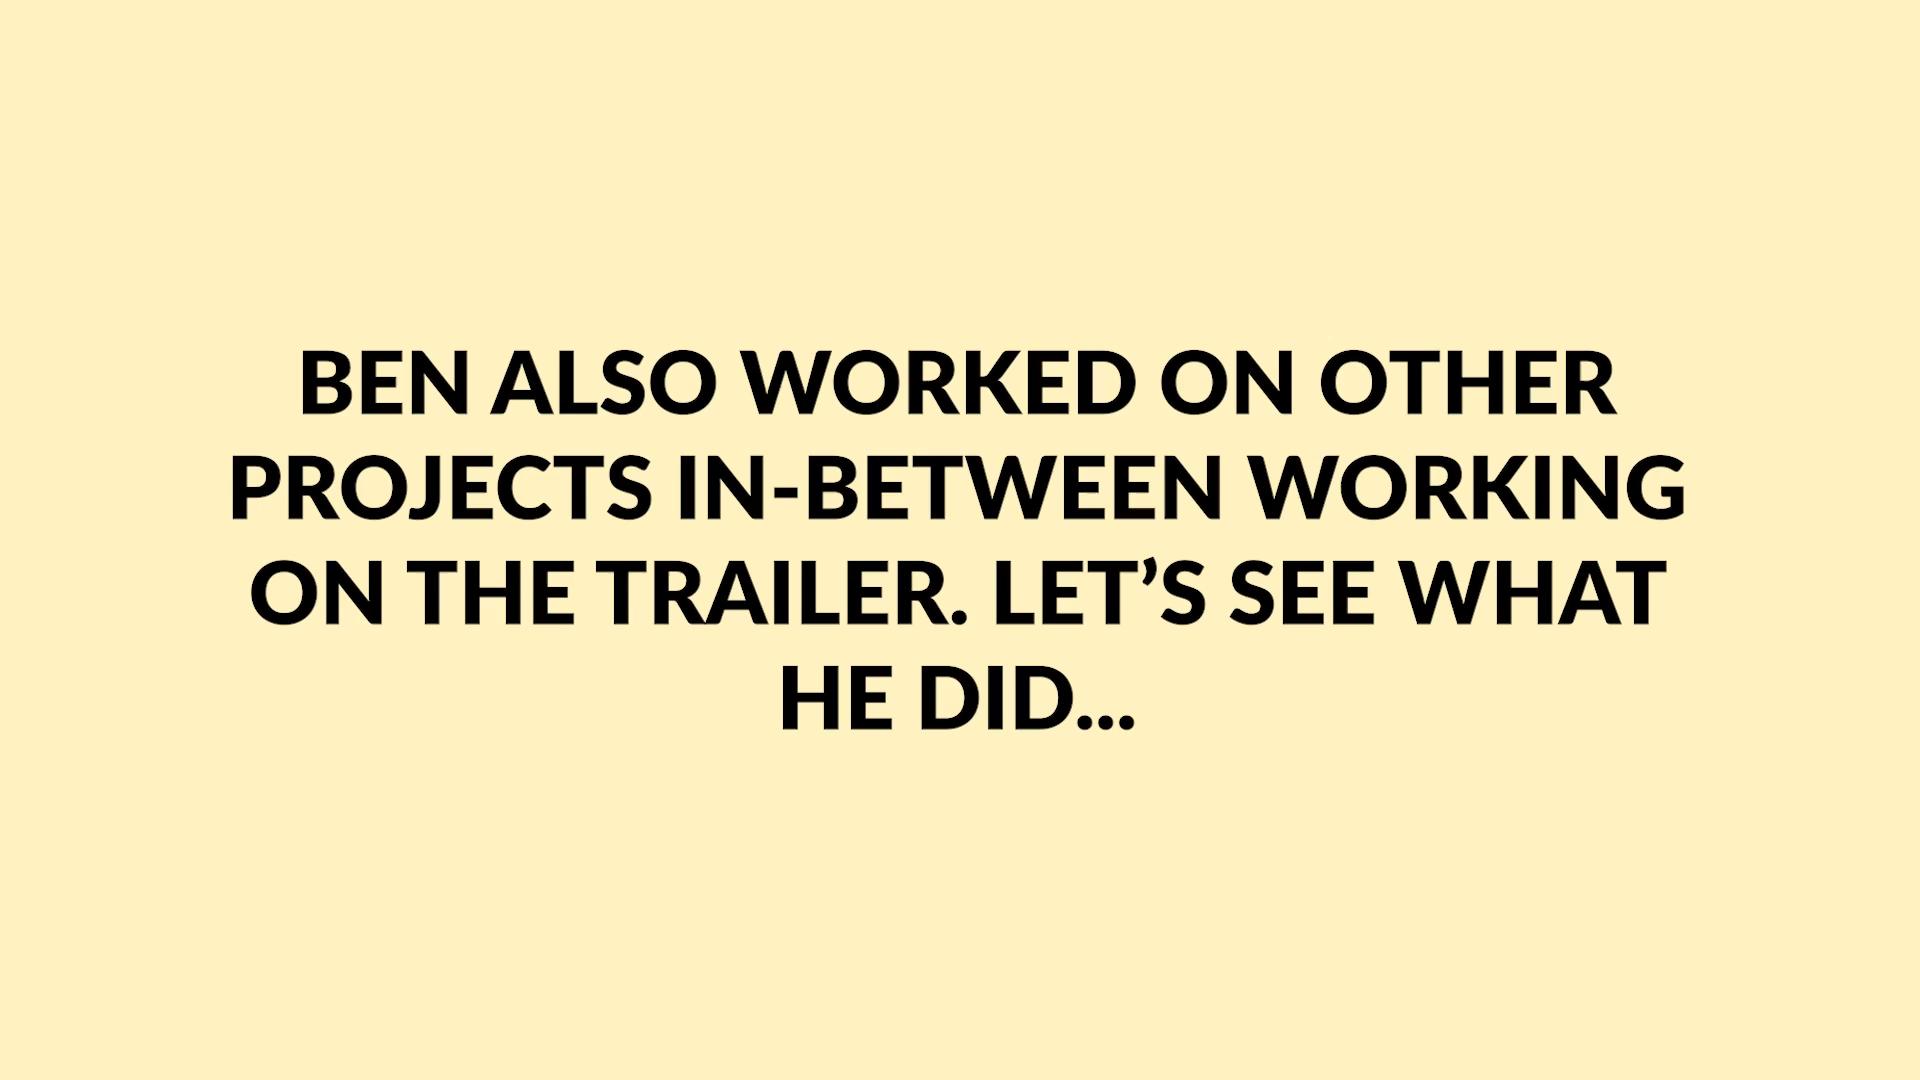 BEN ALSO WORKED ON OTHER
PROJECTS IN-BETWEEN WORKING
ON THE TRAILER. LET’S SEE WHAT
HE DID...